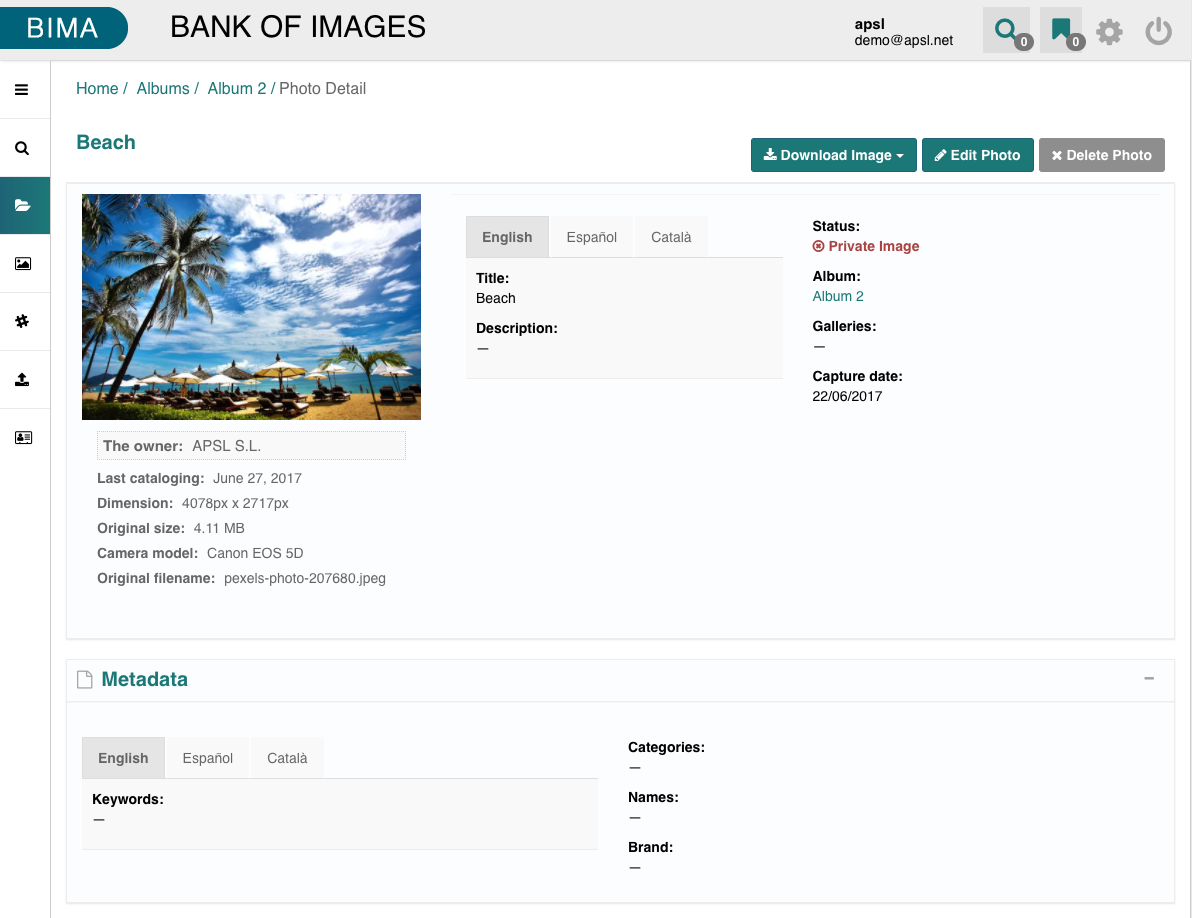 BIMA
BANK OF IMAGES
apsl
demo@apsl.net
0
0
Home / Albums / Album 2 / Photo Detail
Beach
Download Image
Edit Photo
Delete Photo
English Español Català
Title:
Beach
Description:
—
Status:
Private Image
Album:
Album 2
Galleries:
—
Capture date:
22/06/2017
The owner: APSL S.L.
Last cataloging: June 27, 2017
Dimension: 4078px x 2717px
Original size: 4.11 MB
Camera model: Canon EOS 5D
Original filename: pexels-photo-207680.jpeg
Metadata
English Español Català
Keywords:
—
Categories:
—
Names:
—
Brand:
—